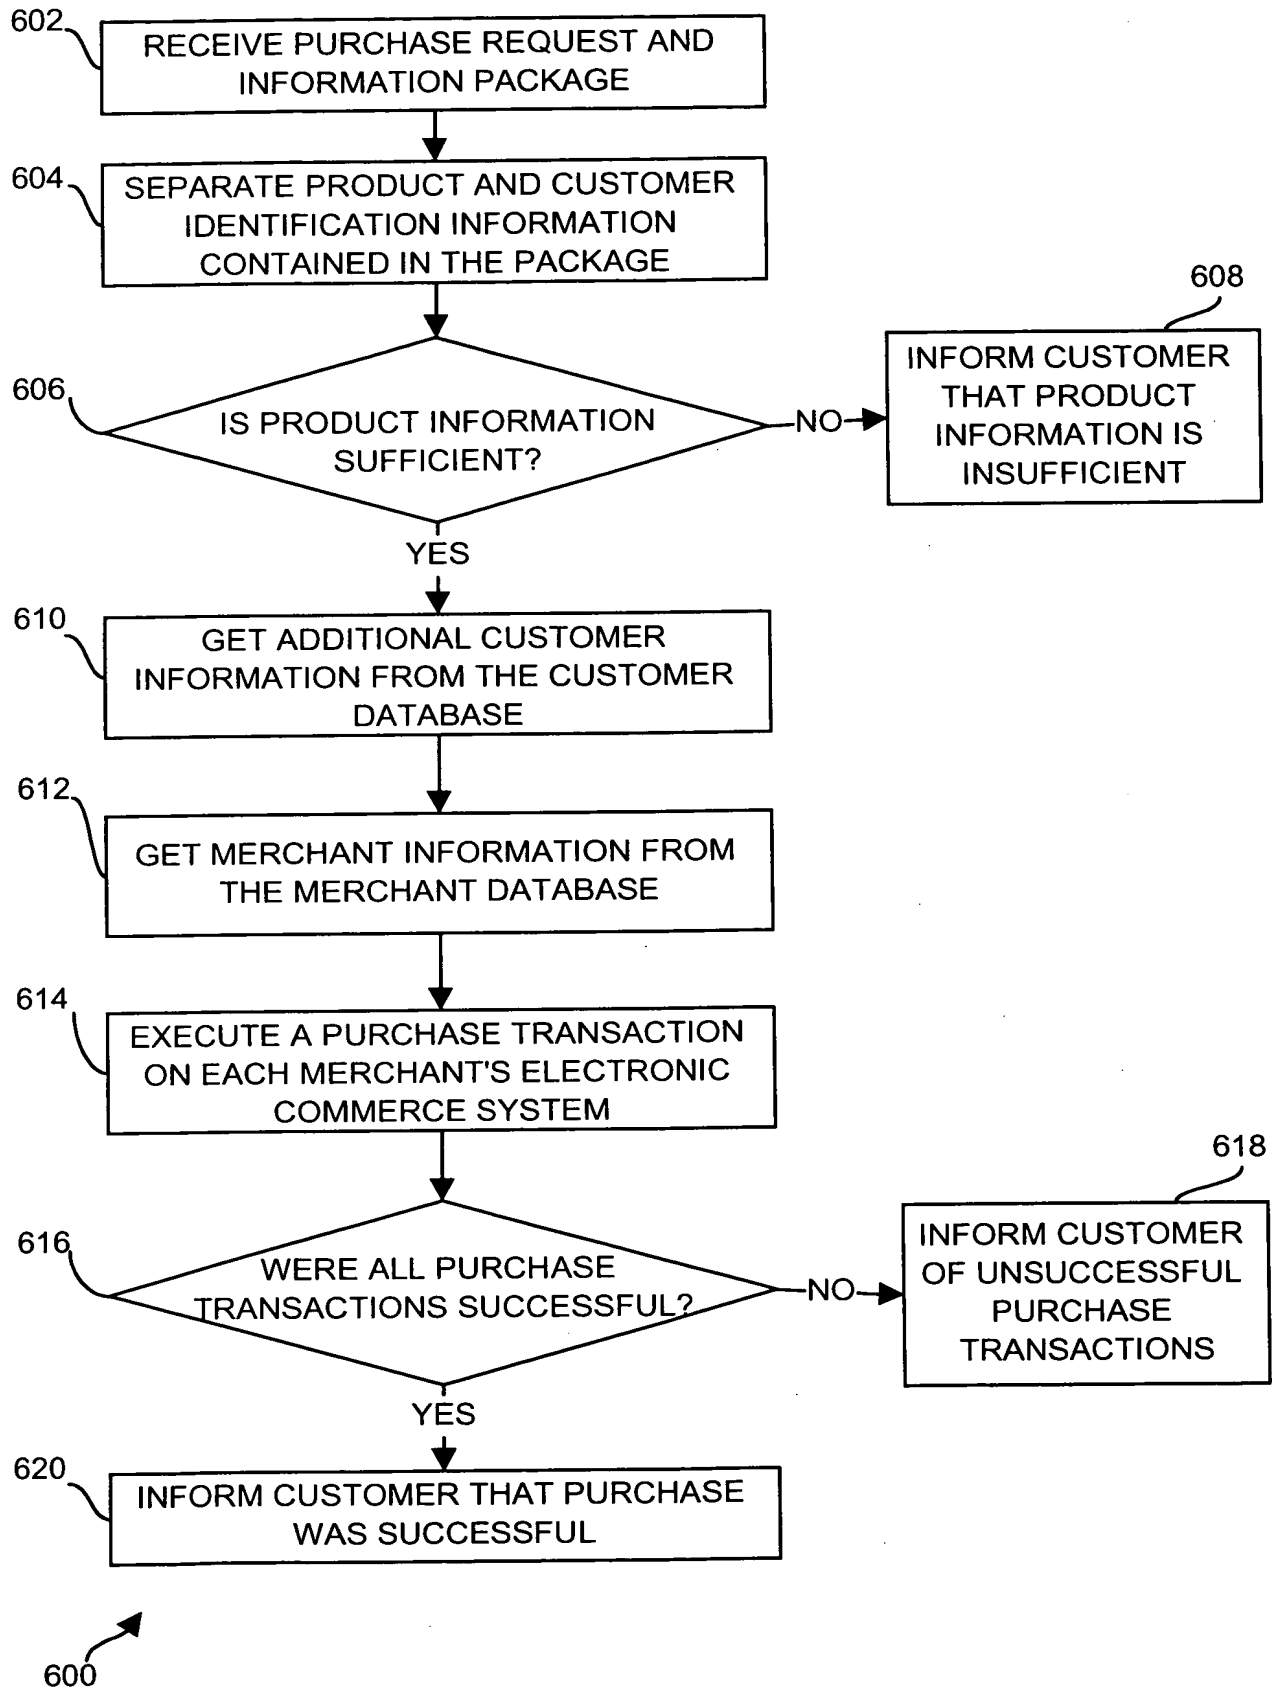 602
RECEIVE PURCHASE REQUEST AND
INFORMATION PACKAGE
604
SEPARATE PRODUCT AND CUSTOMER
IDENTIFICATION INFORMATION
CONTAINED IN THE PACKAGE
606
IS PRODUCT INFORMATION
SUFFICIENT?
NO
608
INFORM CUSTOMER
THAT PRODUCT
INFORMATION IS
INSUFFICIENT
YES
610
GET ADDITIONAL CUSTOMER
INFORMATION FROM THE CUSTOMER
DATABASE
612
GET MERCHANT INFORMATION FROM
THE MERCHANT DATABASE
614
EXECUTE A PURCHASE TRANSACTION
ON EACH MERCHANT'S ELECTRONIC
COMMERCE SYSTEM
616
WERE ALL PURCHASE
TRANSACTIONS SUCCESSFUL?
NO
618
INFORM CUSTOMER
OF UNSUCCESSFUL
PURCHASE
TRANSACTIONS
YES
620
INFORM CUSTOMER THAT PURCHASE
WAS SUCCESSFUL
600